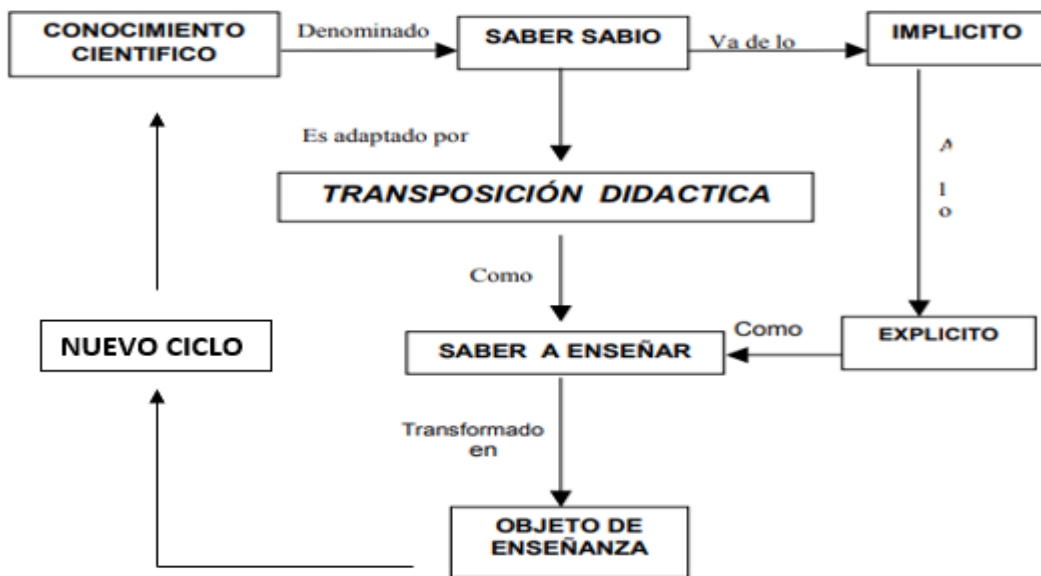 CONOCIMIENTO
CIENTIFICO
Denominado
SABER SABIO
Va de lo
IMPLICITO
Es adaptado por
A
l
o
TRANSPOSICIÓN DIDACTICA
Como
NUEVO CICLO
SABER A ENSEÑAR
Como
EXPLICITO
Transformado
en
OBJETO DE
ENSEÑANZA